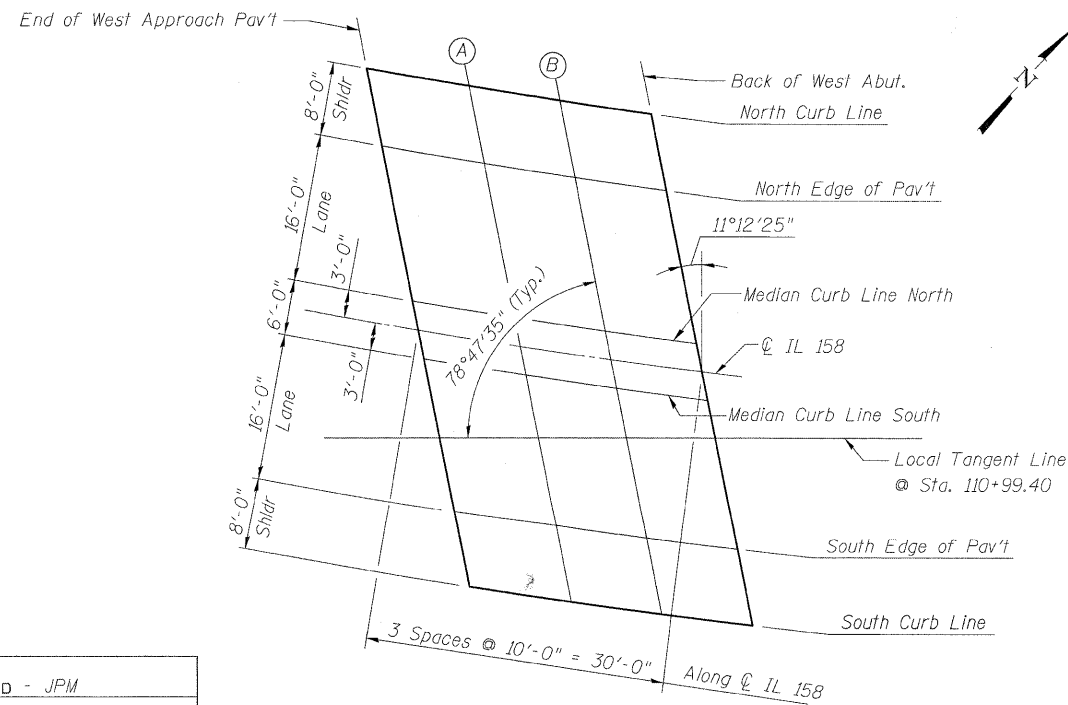 End of West Approach Pav't
A
B
Back of West Abut.
North Curb Line
N
8'-0"
Shldr
North Edge of Pav't
16'-0"
Lane
11°12'25"
3'-0"
6'-0"
78°47'35" (Typ.)
Median Curb Line North
℄ IL 158
3'-0"
Median Curb Line South
16'-0"
Lane
Local Tangent Line
@ Sta. 110+99.40
8'-0"
Shldr
South Edge of Pav't
South Curb Line
3 Spaces @ 10'-0" = 30'-0"
Along ℄ IL 158
D - JPM